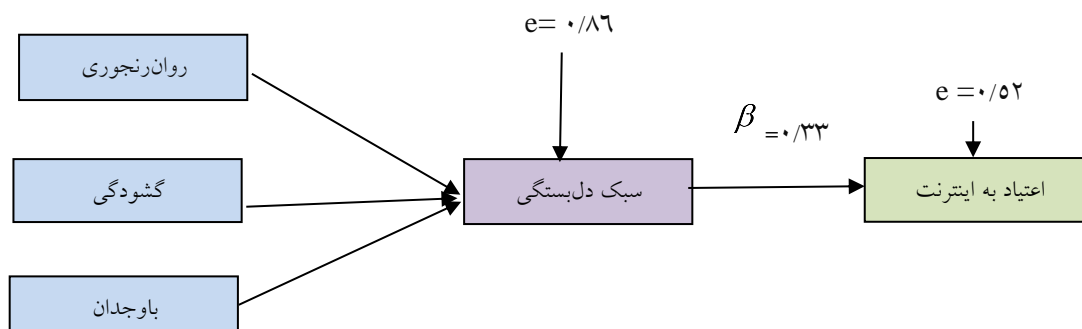 e= ۰/۸۶
روان‌رنجوری
e =۰/۵۲
β =۰/۳۳
گشودگی
سبک دل‌بستگی
اعتیاد به اینترنت
باوجدان